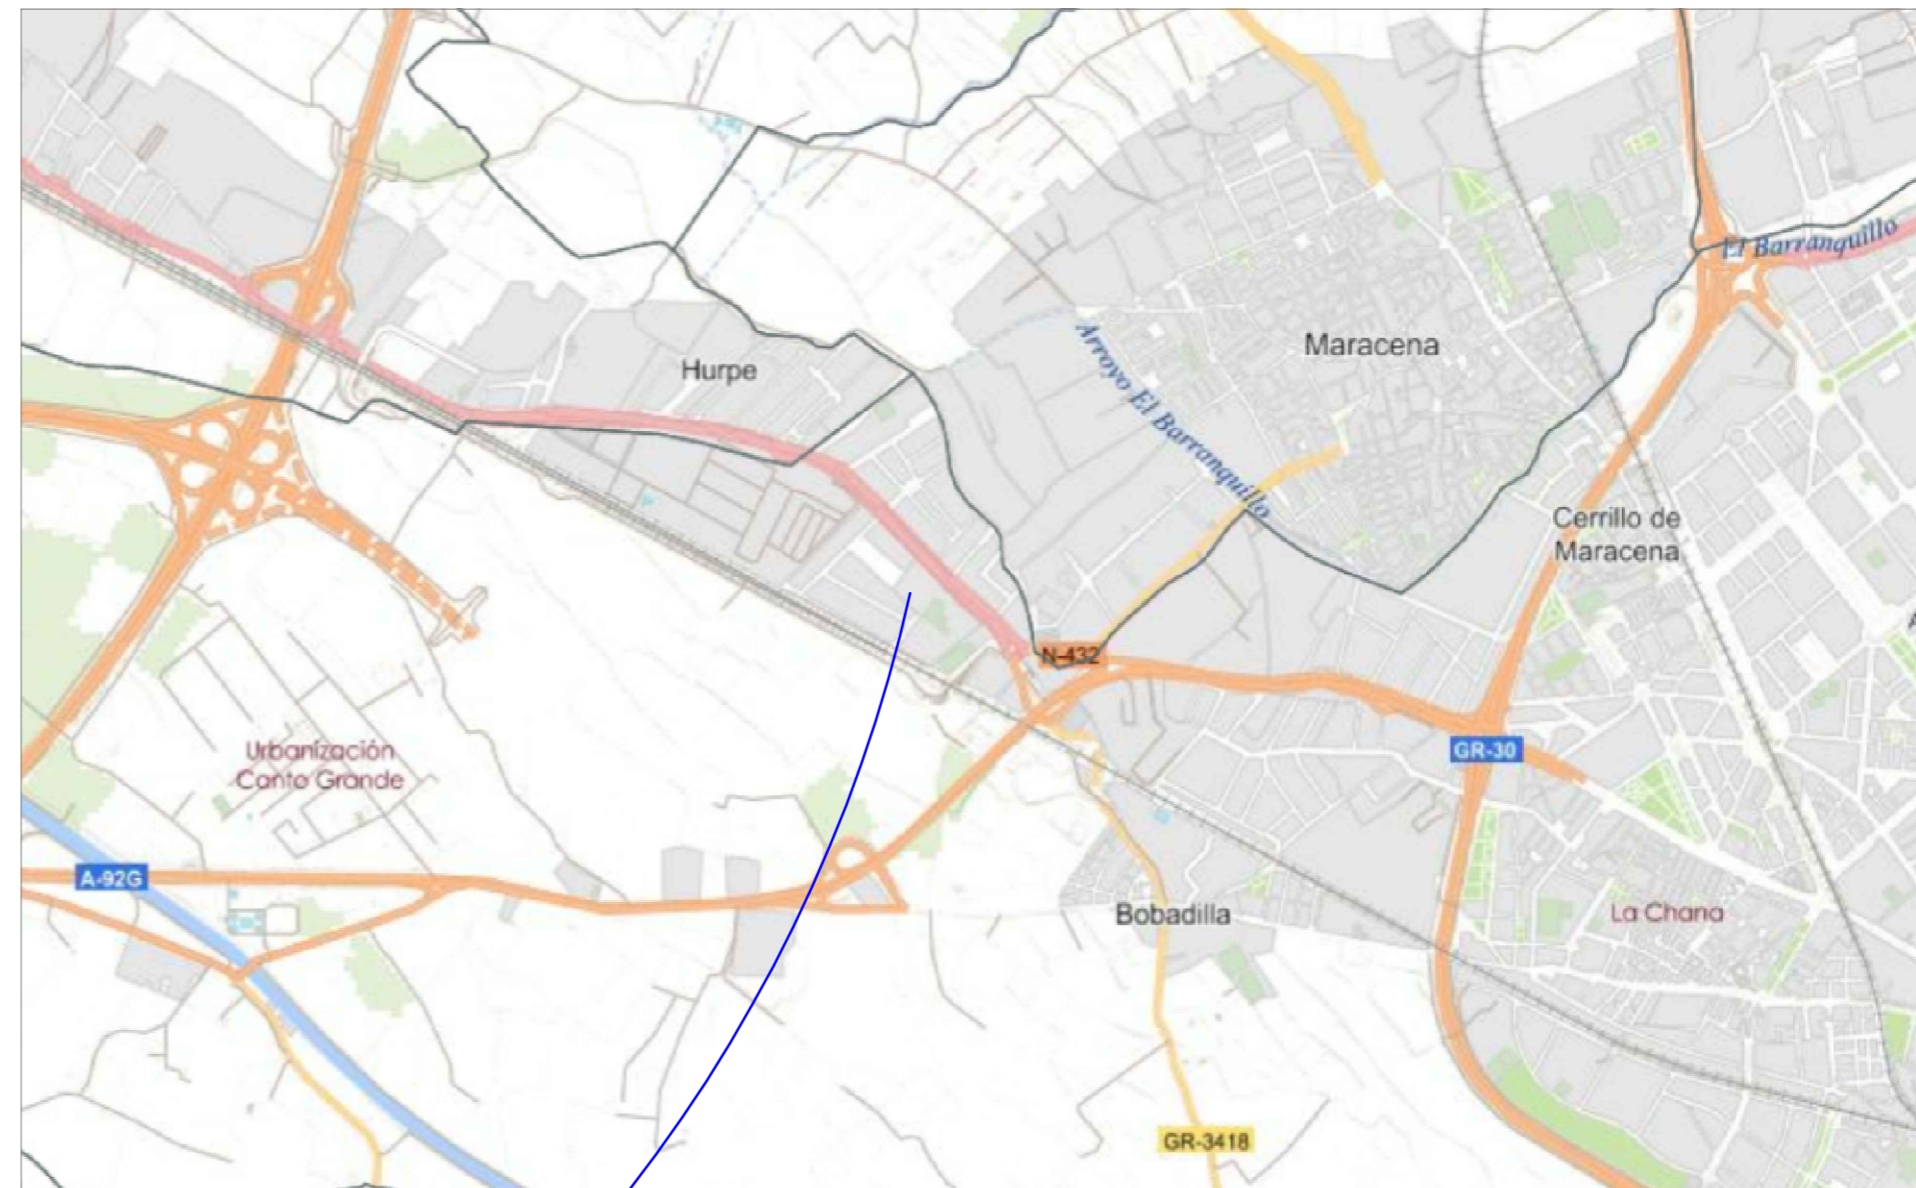 El Barranquillo
Maracena
Hurpe
Arroyo El Barranquillo
Cerrillo de
Maracena
N-432
GR-30
Urbanización
Canto Grande
A-92G
Bobadilla
La Chana
GR-3418